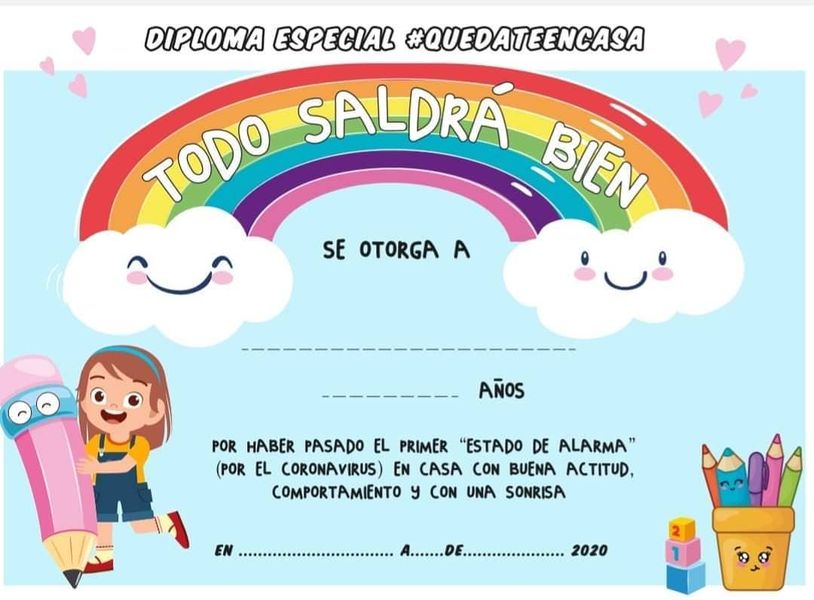 DIPLOMA ESPECIAL #QUEDATEENCASA
TODO SALDRÁ BIEN
SE OTORGA A
_________________________
_________ AÑOS
POR HABER PASADO EL PRIMER "ESTADO DE ALARMA"
(POR EL CORONAVIRUS) EN CASA CON BUENA ACTITUD,
COMPORTAMIENTO Y CON UNA SONRISA
EN ................................ A.......DE..................... 2020
2
1